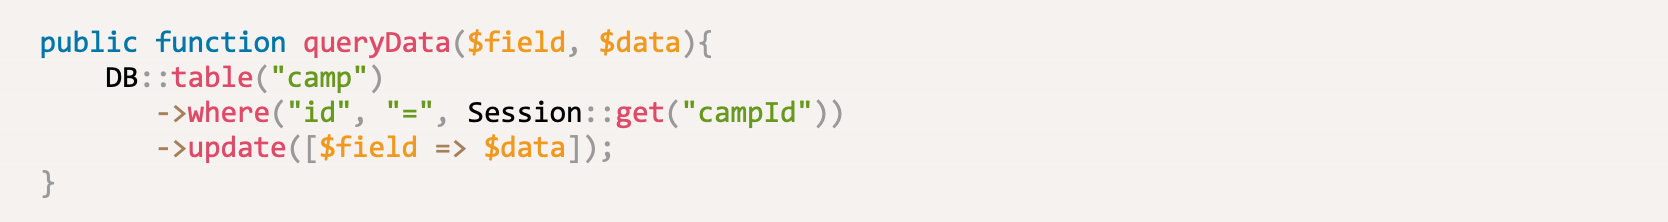 public function queryData($field, $data){
    DB::table("camp")
       ->where("id", "=", Session::get("campId"))
       ->update([$field => $data]);
}